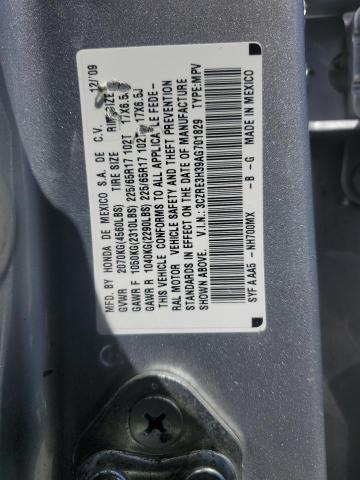 MFD. BY HONDA DE MEXICO S.A. DE C.V. 12/'09
GVWR 2070KG(4560LBS) TIRE SIZE RIM SIZE
GAWR F 1050KG(2310LBS) 225/65R17 102T 17X6.5J
GAWR R 1040KG(2290LBS) 225/65R17 102T 17X6.5J
THIS VEHICLE CONFORMS TO ALL APPLICABLE FEDE-
RAL MOTOR VEHICLE SAFETY AND THEFT PREVENTION
STANDARDS IN EFFECT ON THE DATE OF MANUFACTURE
SHOWN ABOVE. V.I.N.: 3CZRE3H39AG701829 TYPE:MPV
SYFAAAA5 -NH700MX -B -G MADE IN MEXICO